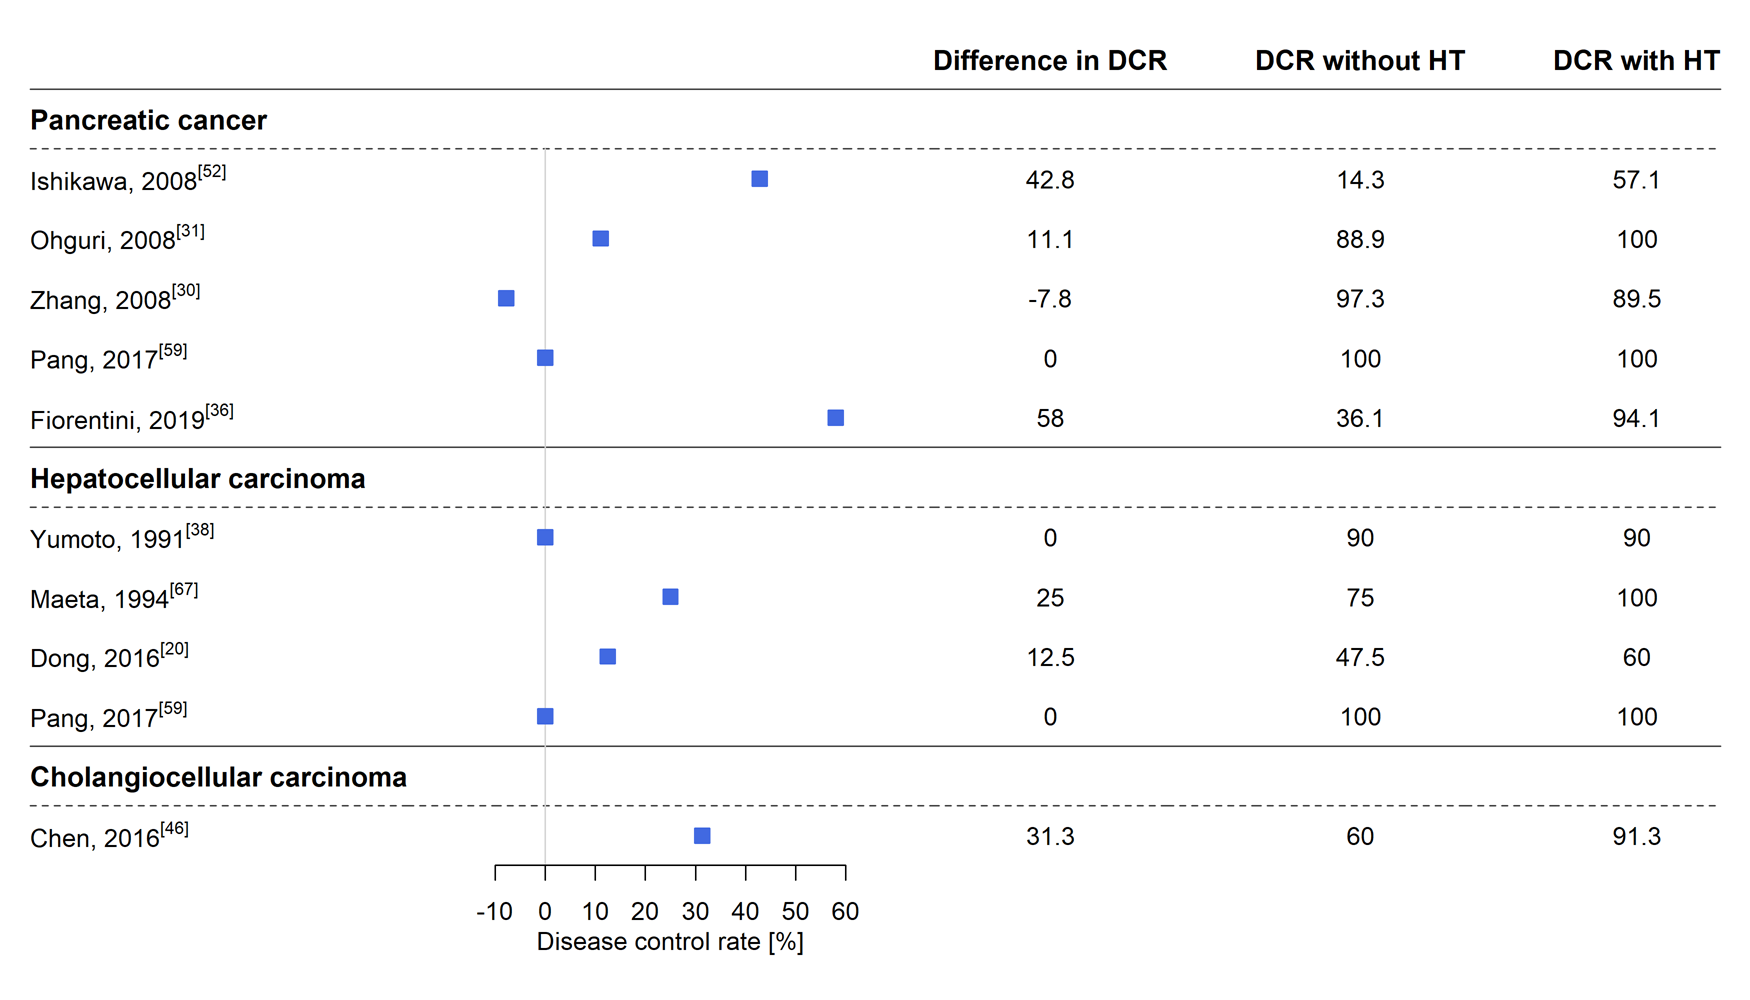 Difference in DCR DCR without HT DCR with HT
Pancreatic cancer
Ishikawa, 2008[52] 42.8 14.3 57.1
Ohguri, 2008[31] 11.1 88.9 100
Zhang, 2008[30] -7.8 97.3 89.5
Pang, 2017[59] 0 100 100
Fiorentini, 2019[36] 58 36.1 94.1
Hepatocellular carcinoma
Yumoto, 1991[38] 0 90 90
Maeta, 1994[67] 25 75 100
Dong, 2016[20] 12.5 47.5 60
Pang, 2017[59] 0 100 100
Cholangiocellular carcinoma
Chen, 2016[46] 31.3 60 91.3
-10 0 10 20 30 40 50 60
Disease control rate [%]